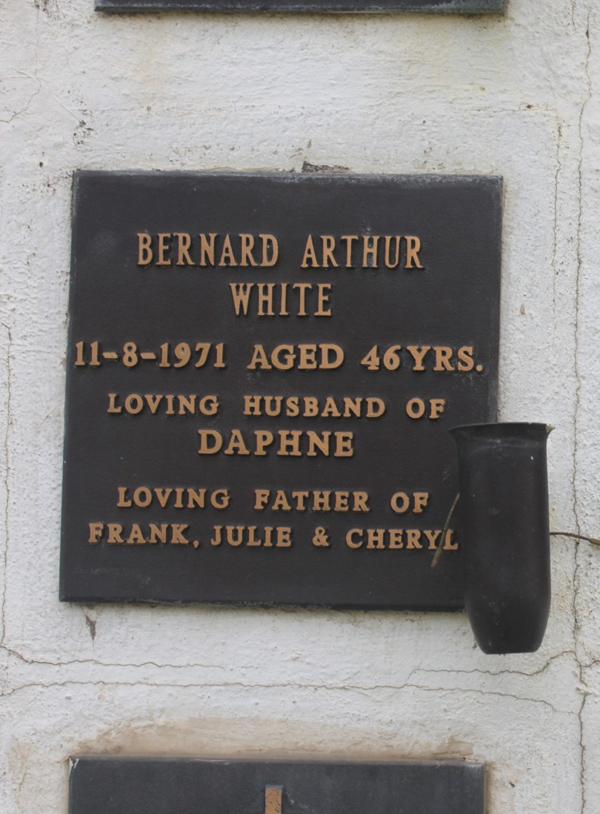 BERNARD ARTHUR
WHITE
11-8-1971 AGED 46YRS.
LOVING HUSBAND OF
DAPHNE
LOVING FATHER OF
FRANK, JULIE & CHERYL